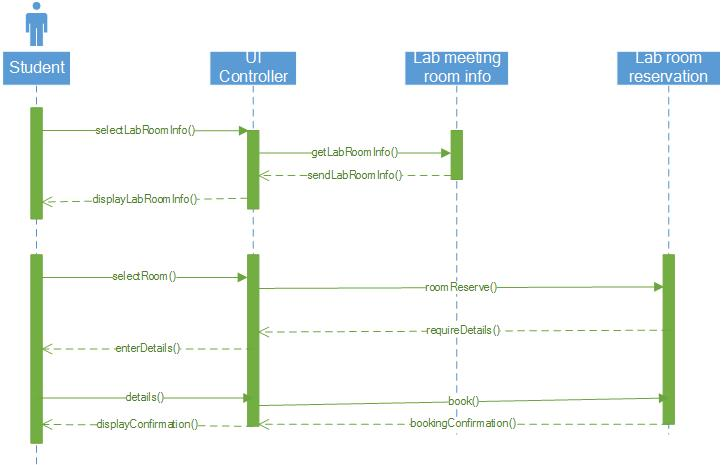 Student
UI
Controller
Lab meeting
room info
Lab room
reservation
selectLabRoomInfo()
getLabRoomInfo()
sendLabRoomInfo()
displayLabRoomInfo()
selectRoom()
roomReserve()
requireDetails()
enterDetails()
details()
book()
displayConfirmation()
bookingConfirmation()